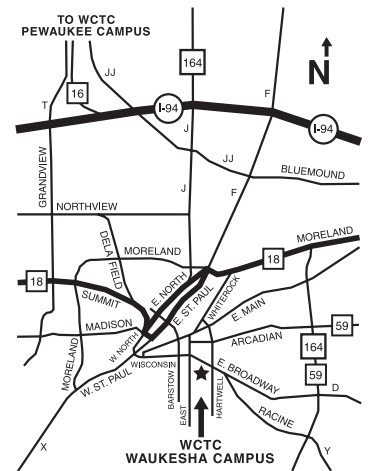 TO WCTC
PEWAUKEE CAMPUS
164
N
JJ
16
F
T
I-94
I-94
J
JJ
BLUEMOUND
GRANDVIEW
J
F
NORTHVIEW
DELAFIELD
MORELAND
MORELAND
18
18
SUMMIT
E. NORTH
E. ST. PAUL
WHITEROCK
E. MAIN
MADISON
W. NORTH
ARCADIAN
59
164
WISCONSIN
MORELAND
W. ST. PAUL
BARSTOW
EAST
HARTWELL
E. BROADWAY
59
D
RACINE
WCTC
WAUKESHA CAMPUS
X
Y